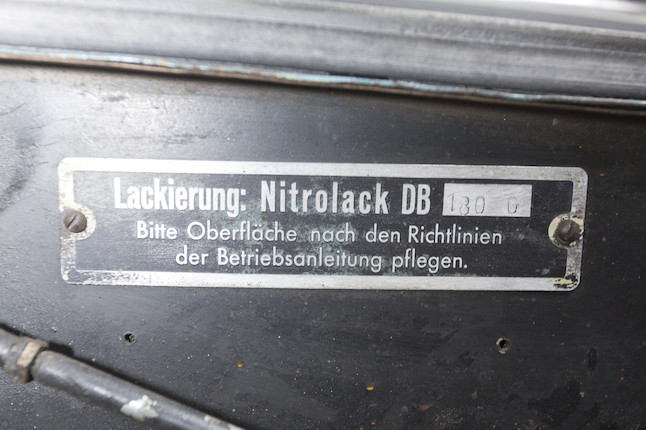 Lackierung: Nitrolack DB 180 G
Bitte Oberfläche nach den Richtlinien
der Betriebsanleitung pflegen.